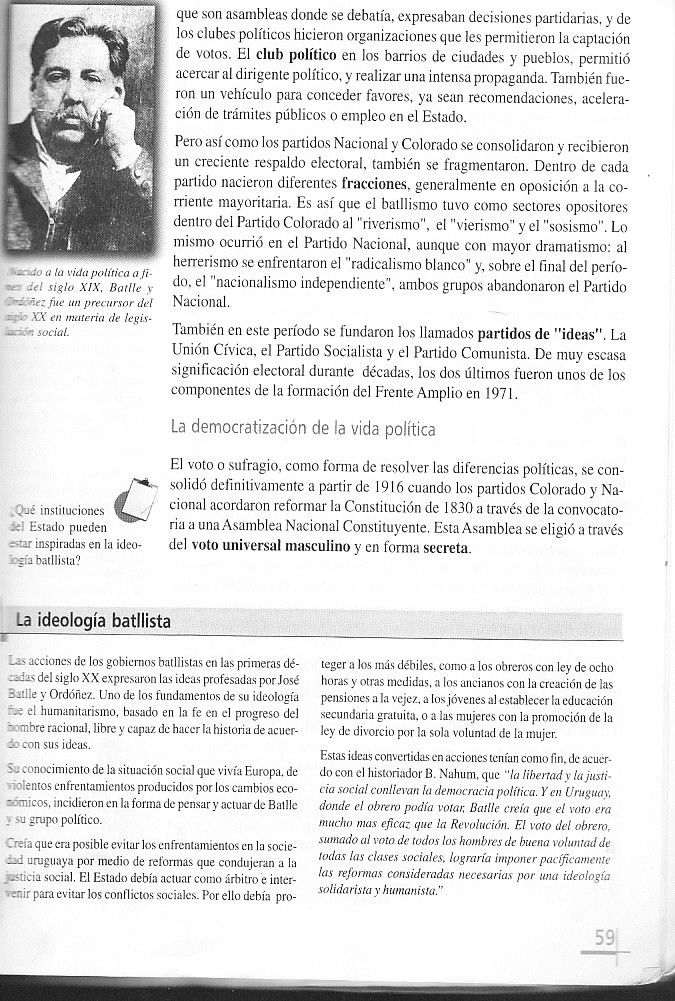 que son asambleas donde se debatía, expresaban decisiones partidarias, y de
los clubes políticos hicieron organizaciones que les permitieron la captación
de votos. El club político en los barrios de ciudades y pueblos, permitió
acercar al dirigente político, y realizar una intensa propaganda. También fue-
ron un vehículo para conceder favores, ya sean recomendaciones, acelera-
ción de trámites públicos o empleo en el Estado.
Pero así como los partidos Nacional y Colorado se consolidaron y recibieron
un creciente respaldo electoral, también se fragmentaron. Dentro de cada
partido nacieron diferentes fracciones, generalmente en oposición a la co-
rriente mayoritaria. Es así que el batllismo tuvo como sectores opositores
dentro del Partido Colorado al "riverismo", el "vierismo" y el "sosismo". Lo
mismo ocurrió en el Partido Nacional, aunque con mayor dramatismo: al
herrerismo se enfrentaron el "radicalismo blanco" y, sobre el final del perío-
do, el "nacionalismo independiente", ambos grupos abandonaron el Partido
Nacional.
Nacido a la vida política a fi-
nes del siglo XIX, Batlle y
Ordóñez fue un precursor del
siglo XX en materia de legis-
lación social.
También en este período se fundaron los llamados partidos de "ideas". La
Unión Cívica, el Partido Socialista y el Partido Comunista. De muy escasa
significación electoral durante décadas, los dos últimos fueron unos de los
componentes de la formación del Frente Amplio en 1971.
La democratización de la vida política
El voto o sufragio, como forma de resolver las diferencias políticas, se con-
solidó definitivamente a partir de 1916 cuando los partidos Colorado y Na-
cional acordaron reformar la Constitución de 1830 a través de la convocato-
ria a una Asamblea Nacional Constituyente. Esta Asamblea se eligió a través
del voto universal masculino y en forma secreta.
¿Qué instituciones
del Estado pueden
estar inspiradas en la ideo-
logía batllista?
La ideología batllista
Las acciones de los gobiernos batllistas en las primeras dé-
cadas del siglo XX expresaron las ideas profesadas por José
Batlle y Ordóñez. Uno de los fundamentos de su ideología
fue el humanitarismo, basado en la fe en el progreso del
hombre racional, libre y capaz de hacer la historia de acuer-
do con sus ideas.
Su conocimiento de la situación social que vivía Europa, de
violentos enfrentamientos producidos por los cambios eco-
nómicos, incidieron en la forma de pensar y actuar de Batlle
y su grupo político.
Creía que era posible evitar los enfrentamientos en la socie-
dad uruguaya por medio de reformas que condujeran a la
justicia social. El Estado debía actuar como árbitro e inter-
venir para evitar los conflictos sociales. Por ello debía pro-
teger a los más débiles, como a los obreros con ley de ocho
horas y otras medidas, a los ancianos con la creación de las
pensiones a la vejez, a los jóvenes al establecer la educación
secundaria gratuita, o a las mujeres con la promoción de la
ley de divorcio por la sola voluntad de la mujer.
Estas ideas convertidas en acciones tenían como fin, de acuer-
do con el historiador B. Nahum, que "la libertad y la justi-
cia social conllevan la democracia política. Y en Uruguay,
donde el obrero podía votar, Batlle creía que el voto era
mucho mas eficaz que la Revolución. El voto del obrero,
sumado al voto de todos los hombres de buena voluntad de
todas las clases sociales, lograría imponer pacíficamente
las reformas consideradas necesarias por una ideología
solidarista y humanista."
59